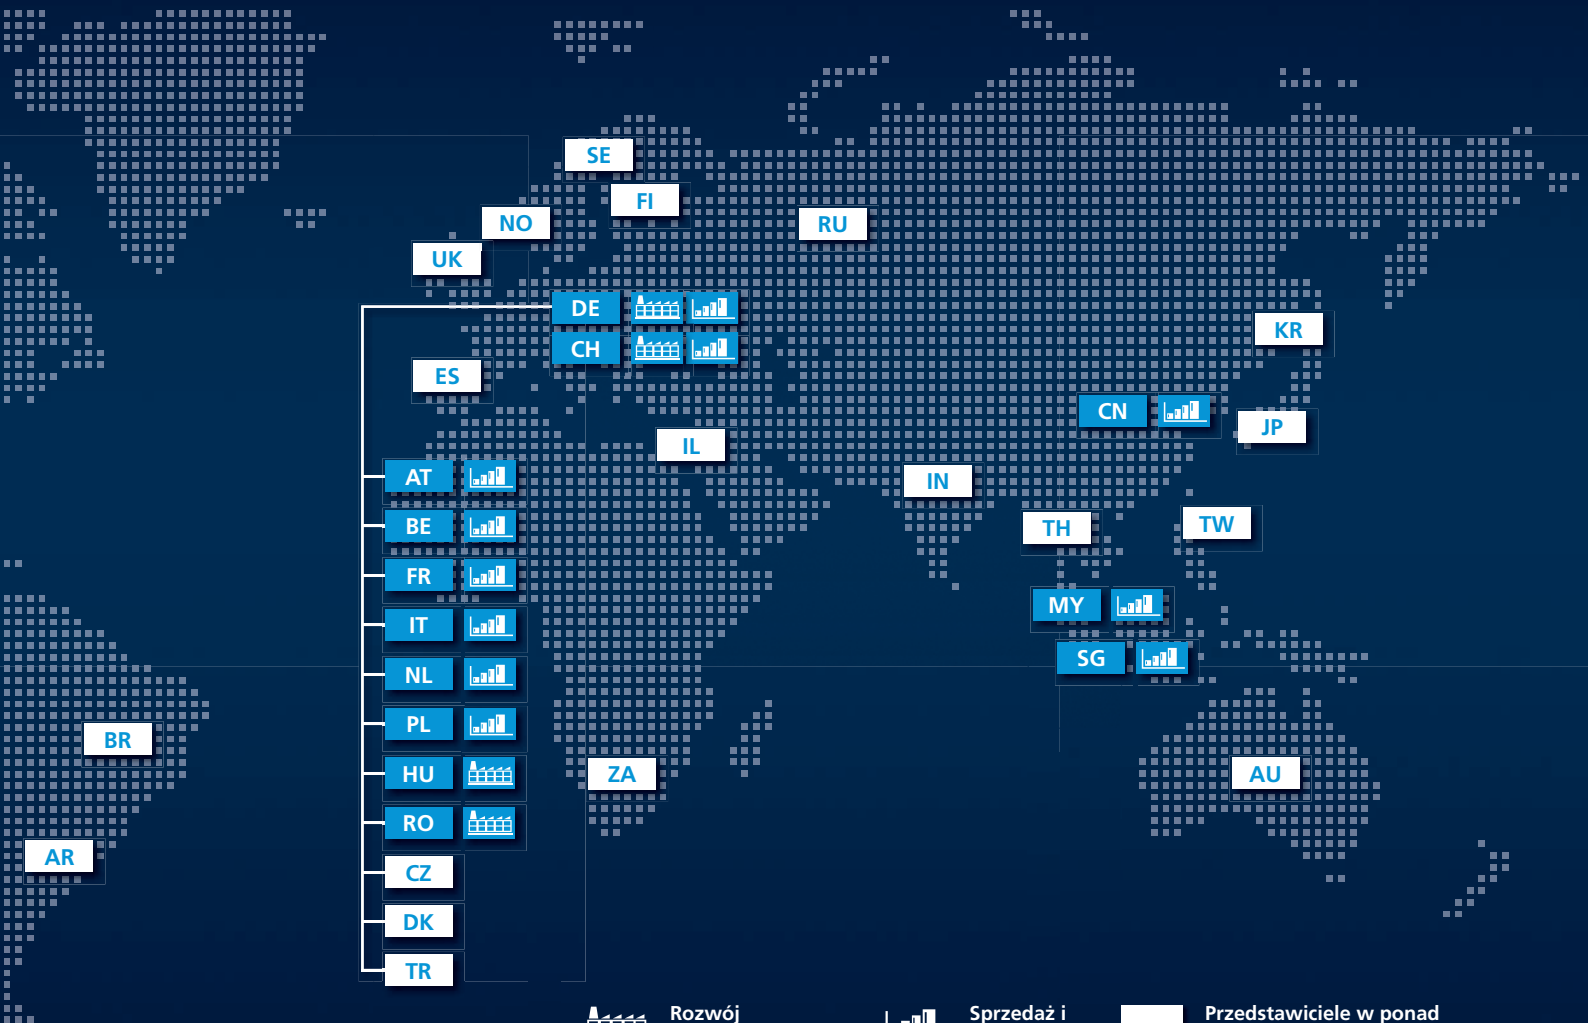 SE
FI
NO
RU
UK
DE
KR
CH
ES
CN
JP
IL
AT
IN
BE
TH
TW
FR
MY
IT
SG
NL
PL
BR
HU
ZA
AU
RO
AR
CZ
DK
TR
Rozwój
Sprzedaż i
Przedstawiciele w ponad